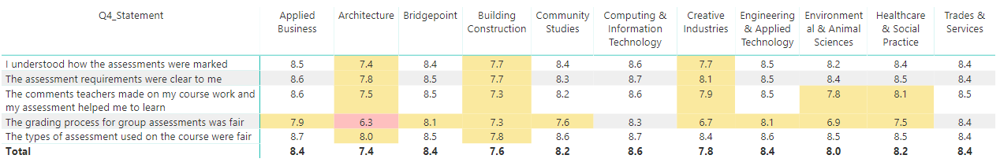 Q4_Statement Applied Business Architecture Bridgepoint Building Construction Community Studies Computing & Information Technology Creative Industries Engineering & Applied Technology Environment al & Animal Sciences Healthcare & Social Practice Trades & Services
I understood how the assessments were marked 8.5 7.4 8.4 7.7 8.4 8.6 7.7 8.5 8.2 8.4 8.4
The assessment requirements were clear to me 8.6 7.8 8.5 7.7 8.3 8.7 8.1 8.5 8.4 8.5 8.4
The comments teachers made on my course work and my assessment helped me to learn 8.6 7.5 8.5 7.3 8.2 8.6 7.9 8.5 7.8 8.1 8.5
The grading process for group assessments was fair 7.9 6.3 8.1 7.3 7.6 8.3 6.7 8.1 6.9 7.5 8.4
The types of assessment used on the course were fair 8.7 8.0 8.5 7.8 8.6 8.7 8.4 8.6 8.5 8.5 8.4
Total 8.4 7.4 8.4 7.6 8.2 8.6 7.8 8.4 8.0 8.2 8.4